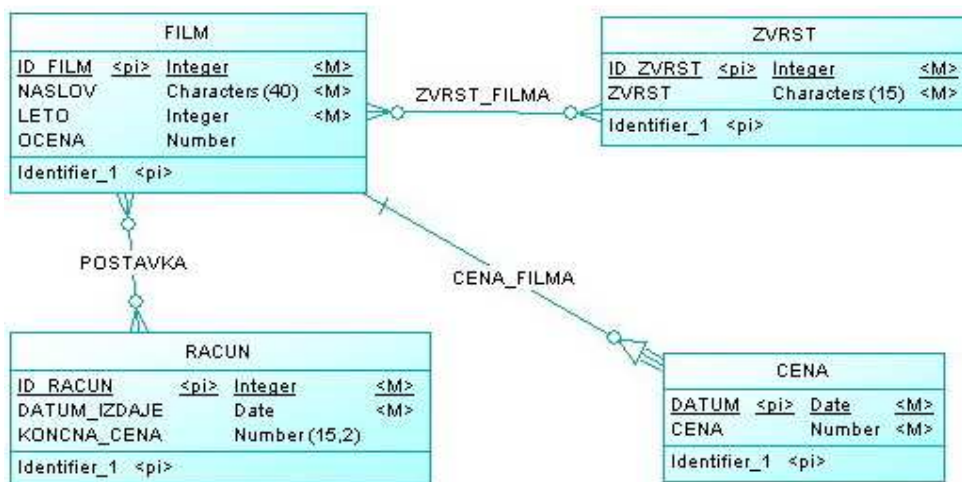 FILM
ID_FILM <pi> Integer <M>
NASLOV Characters (40) <M>
LETO Integer <M>
OCENA Number
Identifier_1 <pi>
ZVRST_FILMA
ZVRST
ID_ZVRST <pi> Integer <M>
ZVRST Characters (15) <M>
Identifier_1 <pi>
POSTAVKA
CENA_FILMA
RACUN
ID_RACUN <pi> Integer <M>
DATUM_IZDAJE Date <M>
KONCNA_CENA Number (15,2)
Identifier_1 <pi>
CENA
DATUM <pi> Date <M>
CENA Number <M>
Identifier_1 <pi>